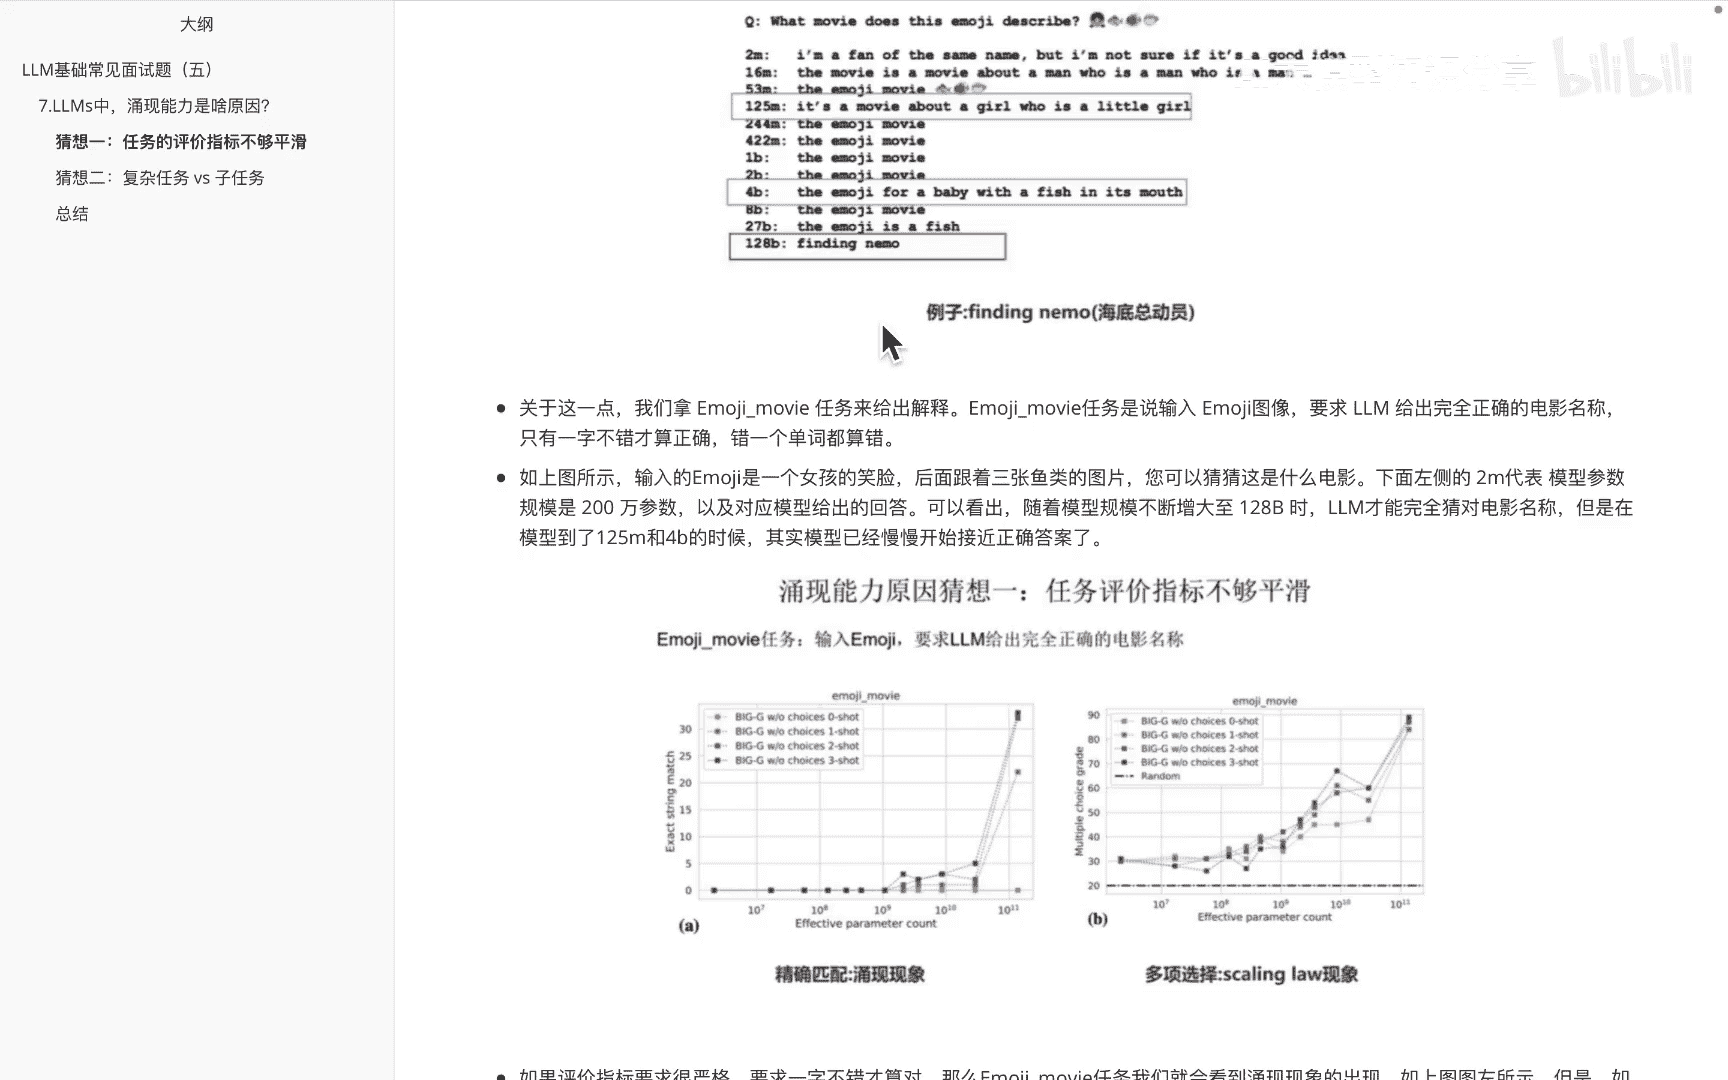 大纲
LLM基础常见面试题（五）
7.LLMs中，涌现能力是啥原因？
猜想一：任务的评价指标不够平滑
猜想二：复杂任务 vs 子任务
总结
Q: What movie does this emoji describe?
2m: i'm a fan of the same name, but i'm not sure if it's a good idea
16m: the movie is a movie about a man who is a man who is a man
53m: the emoji movie
125m: it's a movie about a girl who is a little girl
244m: the emoji movie
422m: the emoji movie
1b: the emoji movie
2b: the emoji movie
4b: the emoji for a baby with a fish in its mouth
8b: the emoji movie
27b: the emoji is a fish
128b: finding nemo
bilibili
例子:finding nemo(海底总动员)
关于这一点，我们拿 Emoji_movie 任务来给出解释。Emoji_movie任务是说输入 Emoji图像，要求 LLM 给出完全正确的电影名称，
只有一字不错才算正确，错一个单词都算错。
如上图所示，输入的Emoji是一个女孩的笑脸，后面跟着三张鱼类的图片，您可以猜猜这是什么电影。下面左侧的 2m代表 模型参数
规模是 200 万参数，以及对应模型给出的回答。可以看出，随着模型规模不断增大至 128B 时，LLM才能完全猜对电影名称，但是在
模型到了125m和4b的时候，其实模型已经慢慢开始接近正确答案了。
涌现能力原因猜想一：任务评价指标不够平滑
Emoji_movie任务：输入Emoji，要求LLM给出完全正确的电影名称
emoji_movie
BIG-G w/o choices 0-shot
BIG-G w/o choices 1-shot
BIG-G w/o choices 2-shot
BIG-G w/o choices 3-shot
Exact string match
30
25
20
15
10
5
0
10⁷ 10⁸ 10⁹ 10¹⁰ 10¹¹
Effective parameter count
(a)
精确匹配:涌现现象
emoji_movie
BIG-G w/o choices 0-shot
BIG-G w/o choices 1-shot
BIG-G w/o choices 2-shot
BIG-G w/o choices 3-shot
Random
Multiple choice grade
90
80
70
60
50
40
30
20
10⁷ 10⁸ 10⁹ 10¹⁰ 10¹¹
Effective parameter count
(b)
多项选择:scaling law现象
如果评价指标要求很严格，要求一字不错才算对，那么Emoji_movie任务我们就会看到涌现现象的出现，如上图图左所示。但是，如